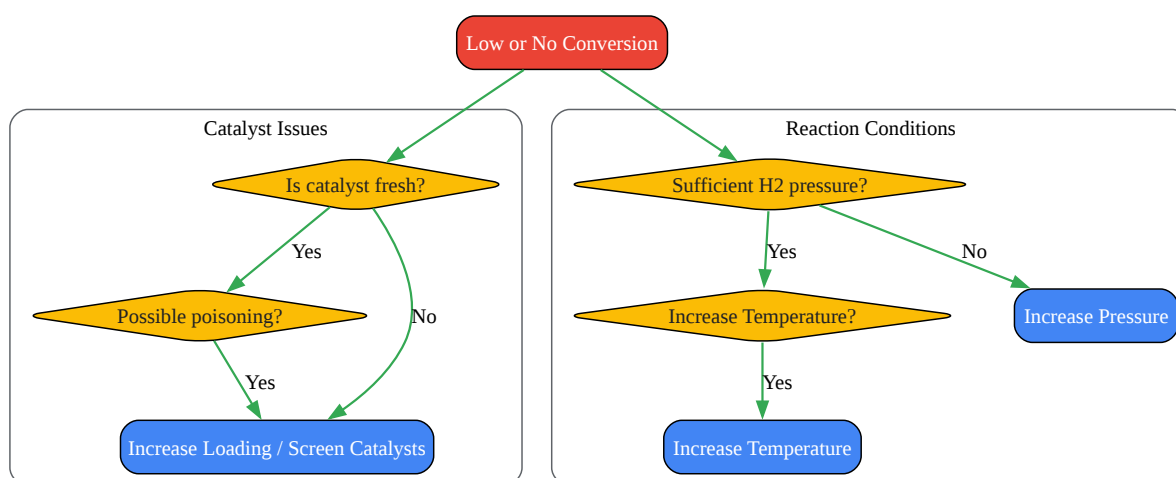 Low or No Conversion
Catalyst Issues
Reaction Conditions
Is catalyst fresh?
Sufficient H2 pressure?
Yes
Yes
No
Possible poisoning?
No
Increase Temperature?
Increase Pressure
Yes
Yes
Increase Loading / Screen Catalysts
Increase Temperature